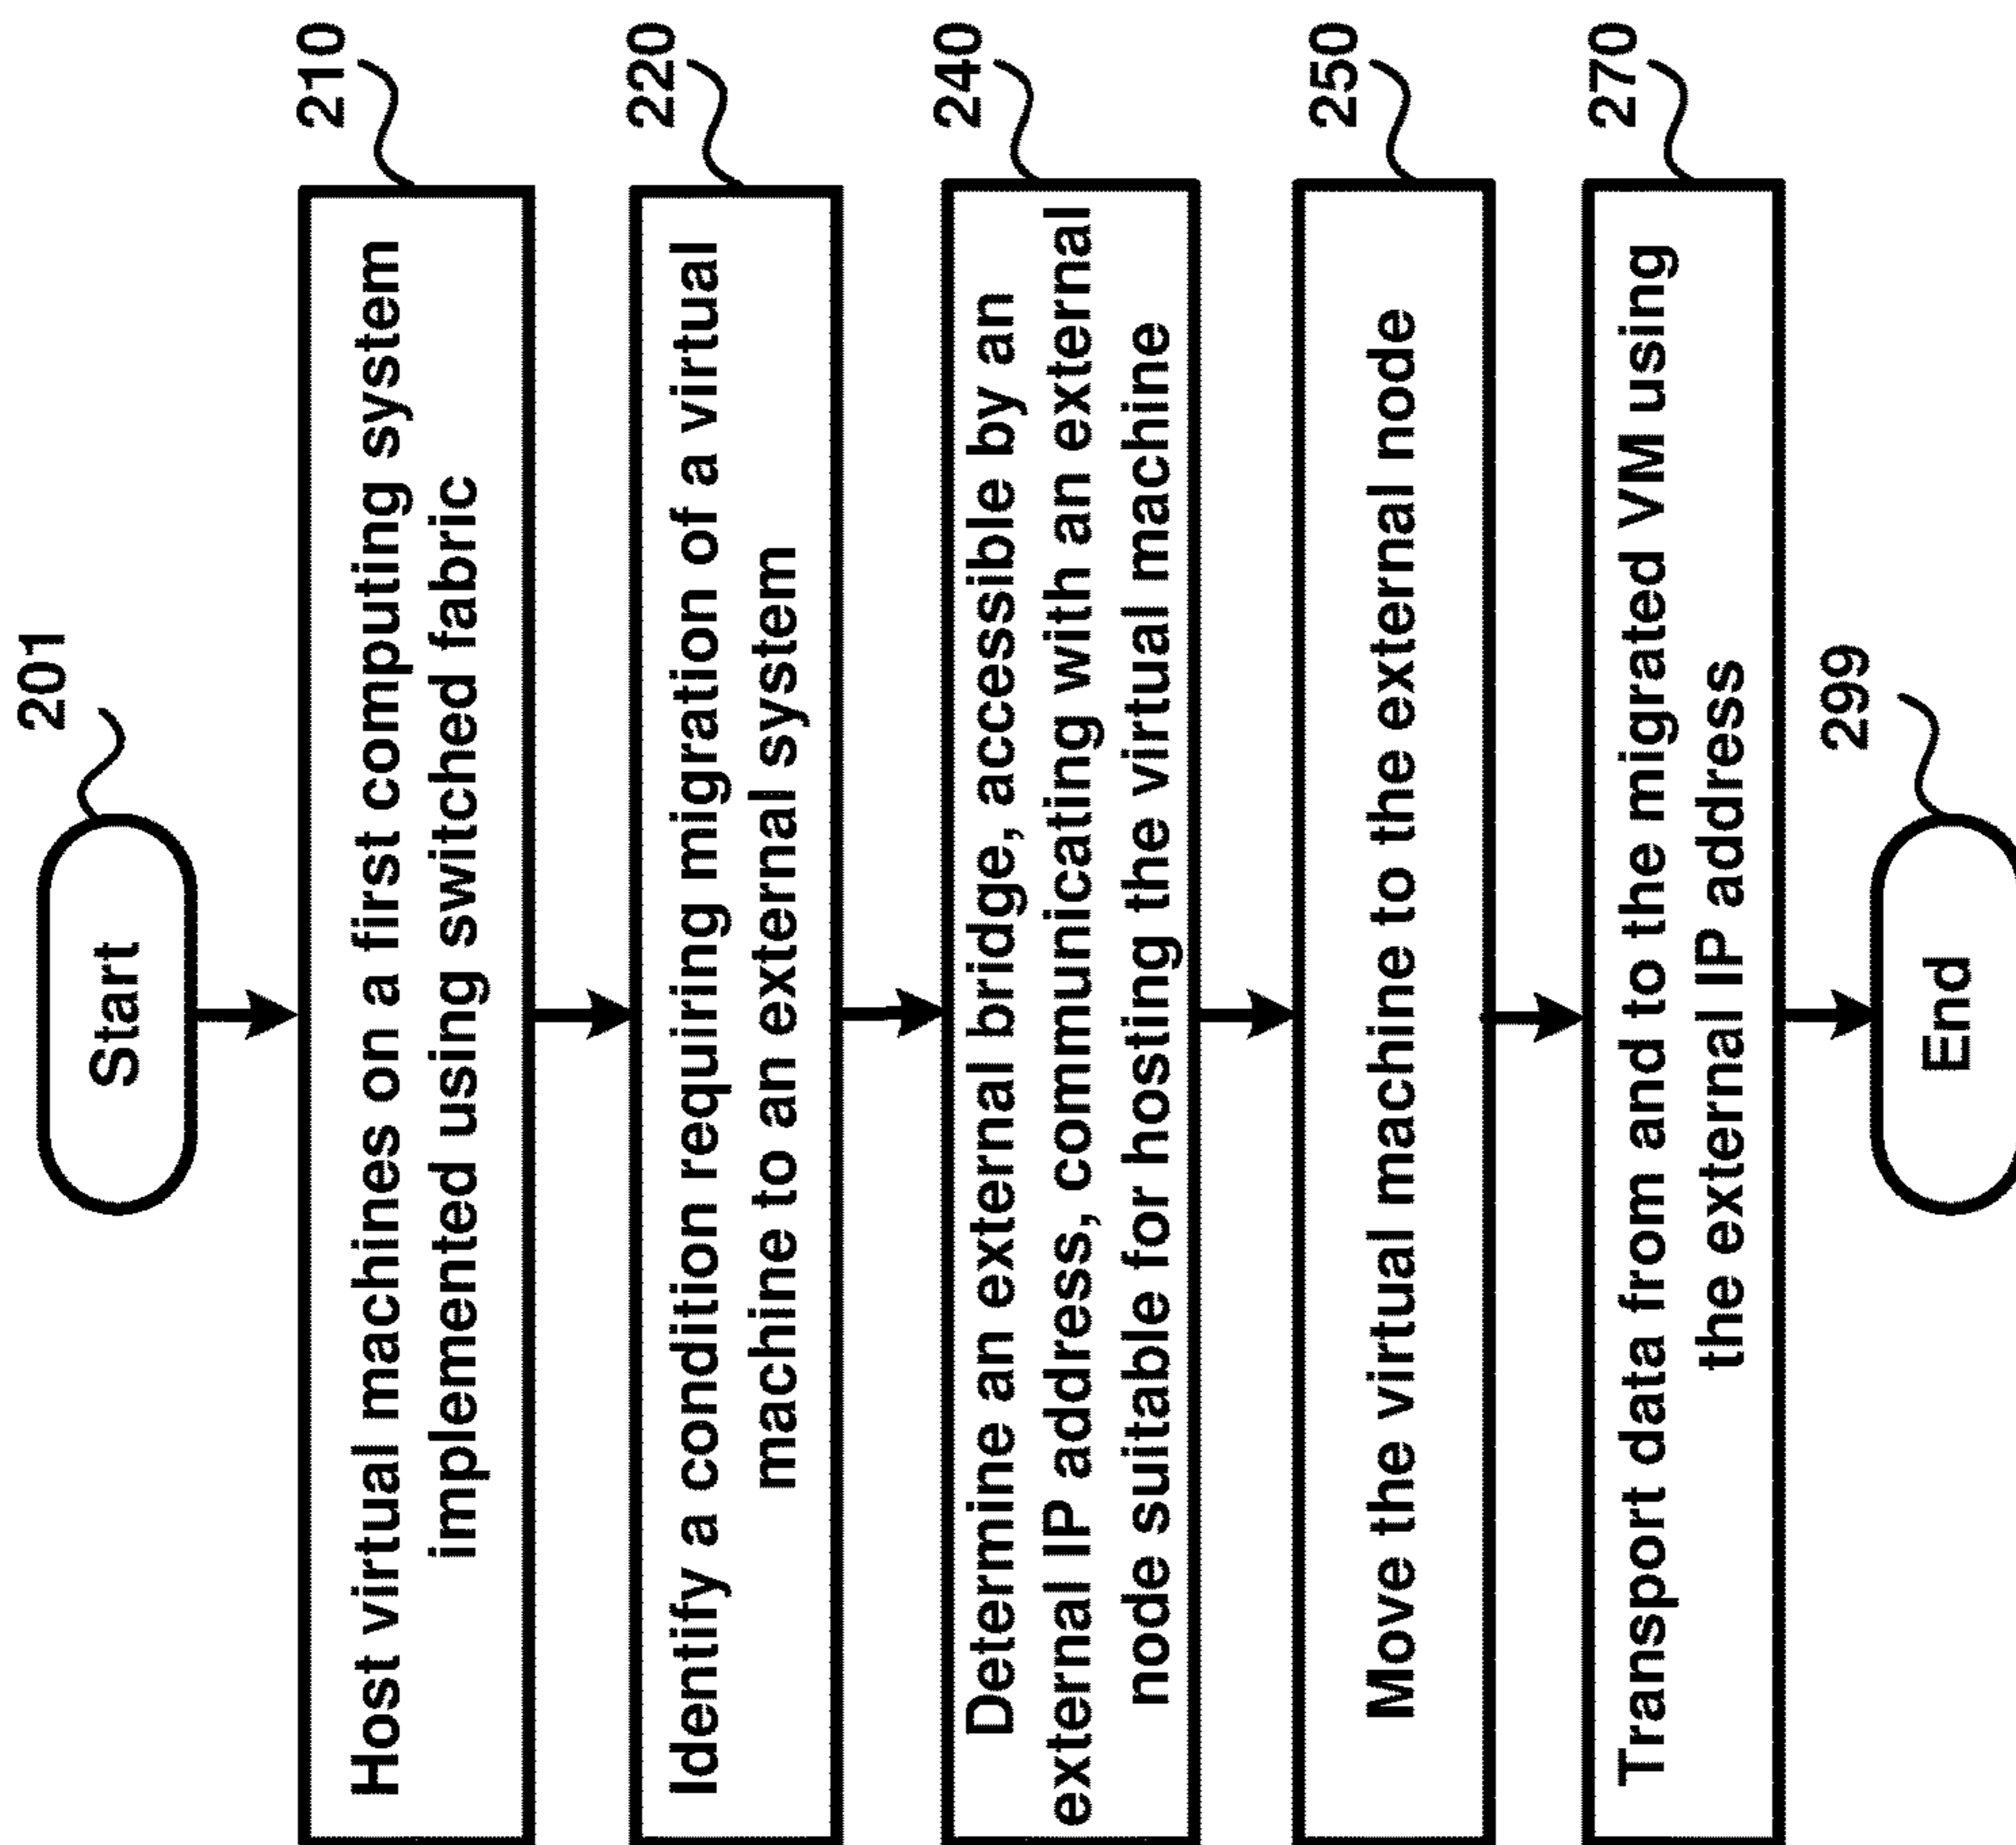 201
Start
210
Host virtual machines on a first computing system
implemented using switched fabric
220
Identify a condition requiring migration of a virtual
machine to an external system
240
Determine an external bridge, accessible by an
external IP address, communicating with an external
node suitable for hosting the virtual machine
250
Move the virtual machine to the external node
270
Transport data from and to the migrated VM using
the external IP address
299
End